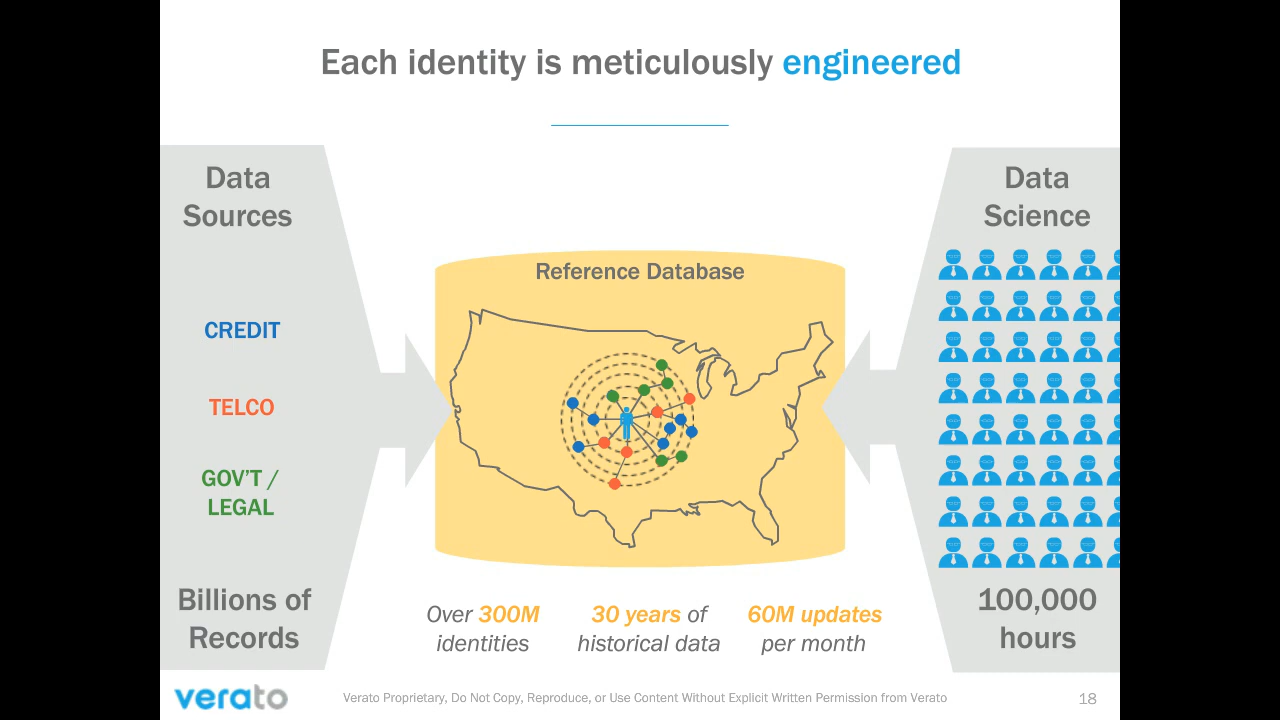 Each identity is meticulously engineered
Data
Sources
CREDIT
TELCO
GOV'T /
LEGAL
Billions of
Records
Reference Database
Over 300M
identities
30 years of
historical data
60M updates
per month
Data
Science
100,000
hours
verato
Verato Proprietary, Do Not Copy, Reproduce, or Use Content Without Explicit Written Permission from Verato
18